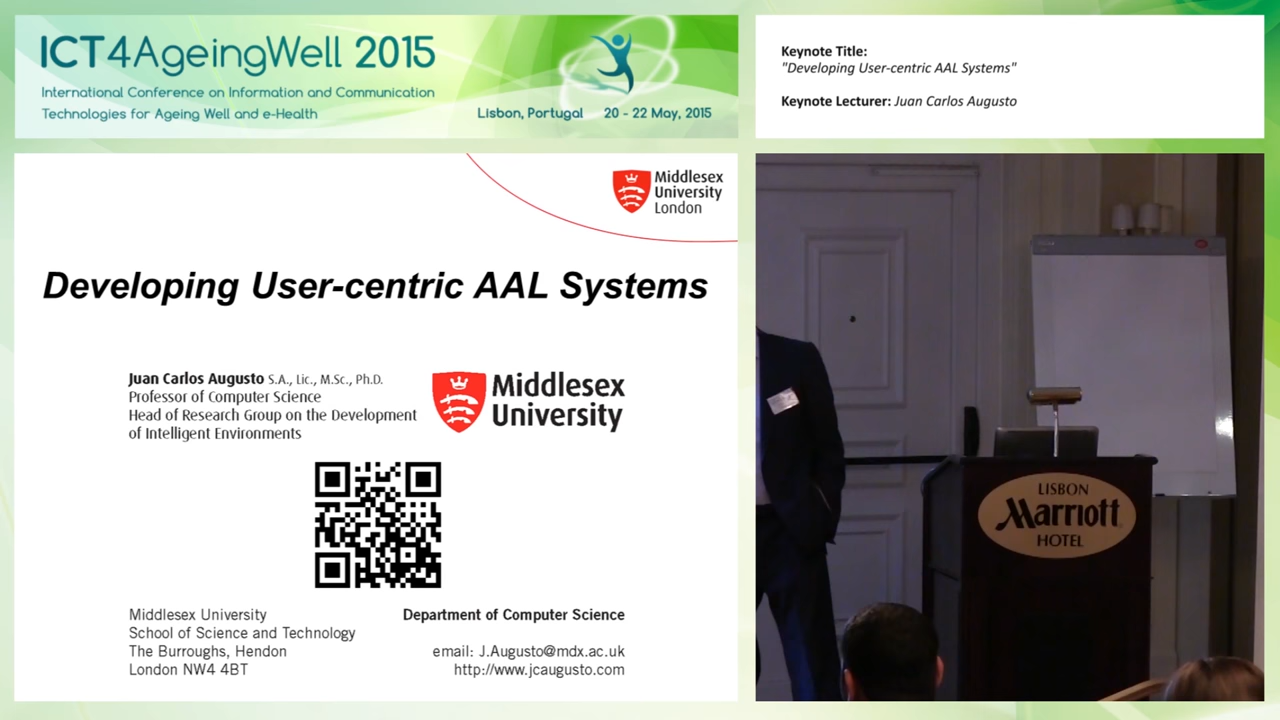 ICT4AgeingWell 2015
International Conference on Information and Communication
Technologies for Ageing Well and e-Health
Lisbon, Portugal 20 - 22 May, 2015
Keynote Title:
"Developing User-centric AAL Systems"
Keynote Lecturer: Juan Carlos Augusto
Middlesex
University
London
Developing User-centric AAL Systems
Juan Carlos Augusto S.A., Lic., M.Sc., Ph.D.
Professor of Computer Science
Head of Research Group on the Development
of Intelligent Environments
Middlesex
University
Middlesex University
School of Science and Technology
The Burroughs, Hendon
London NW4 4BT
Department of Computer Science
email: J.Augusto@mdx.ac.uk
http://www.jcaugusto.com
LISBON
Marriott
HOTEL